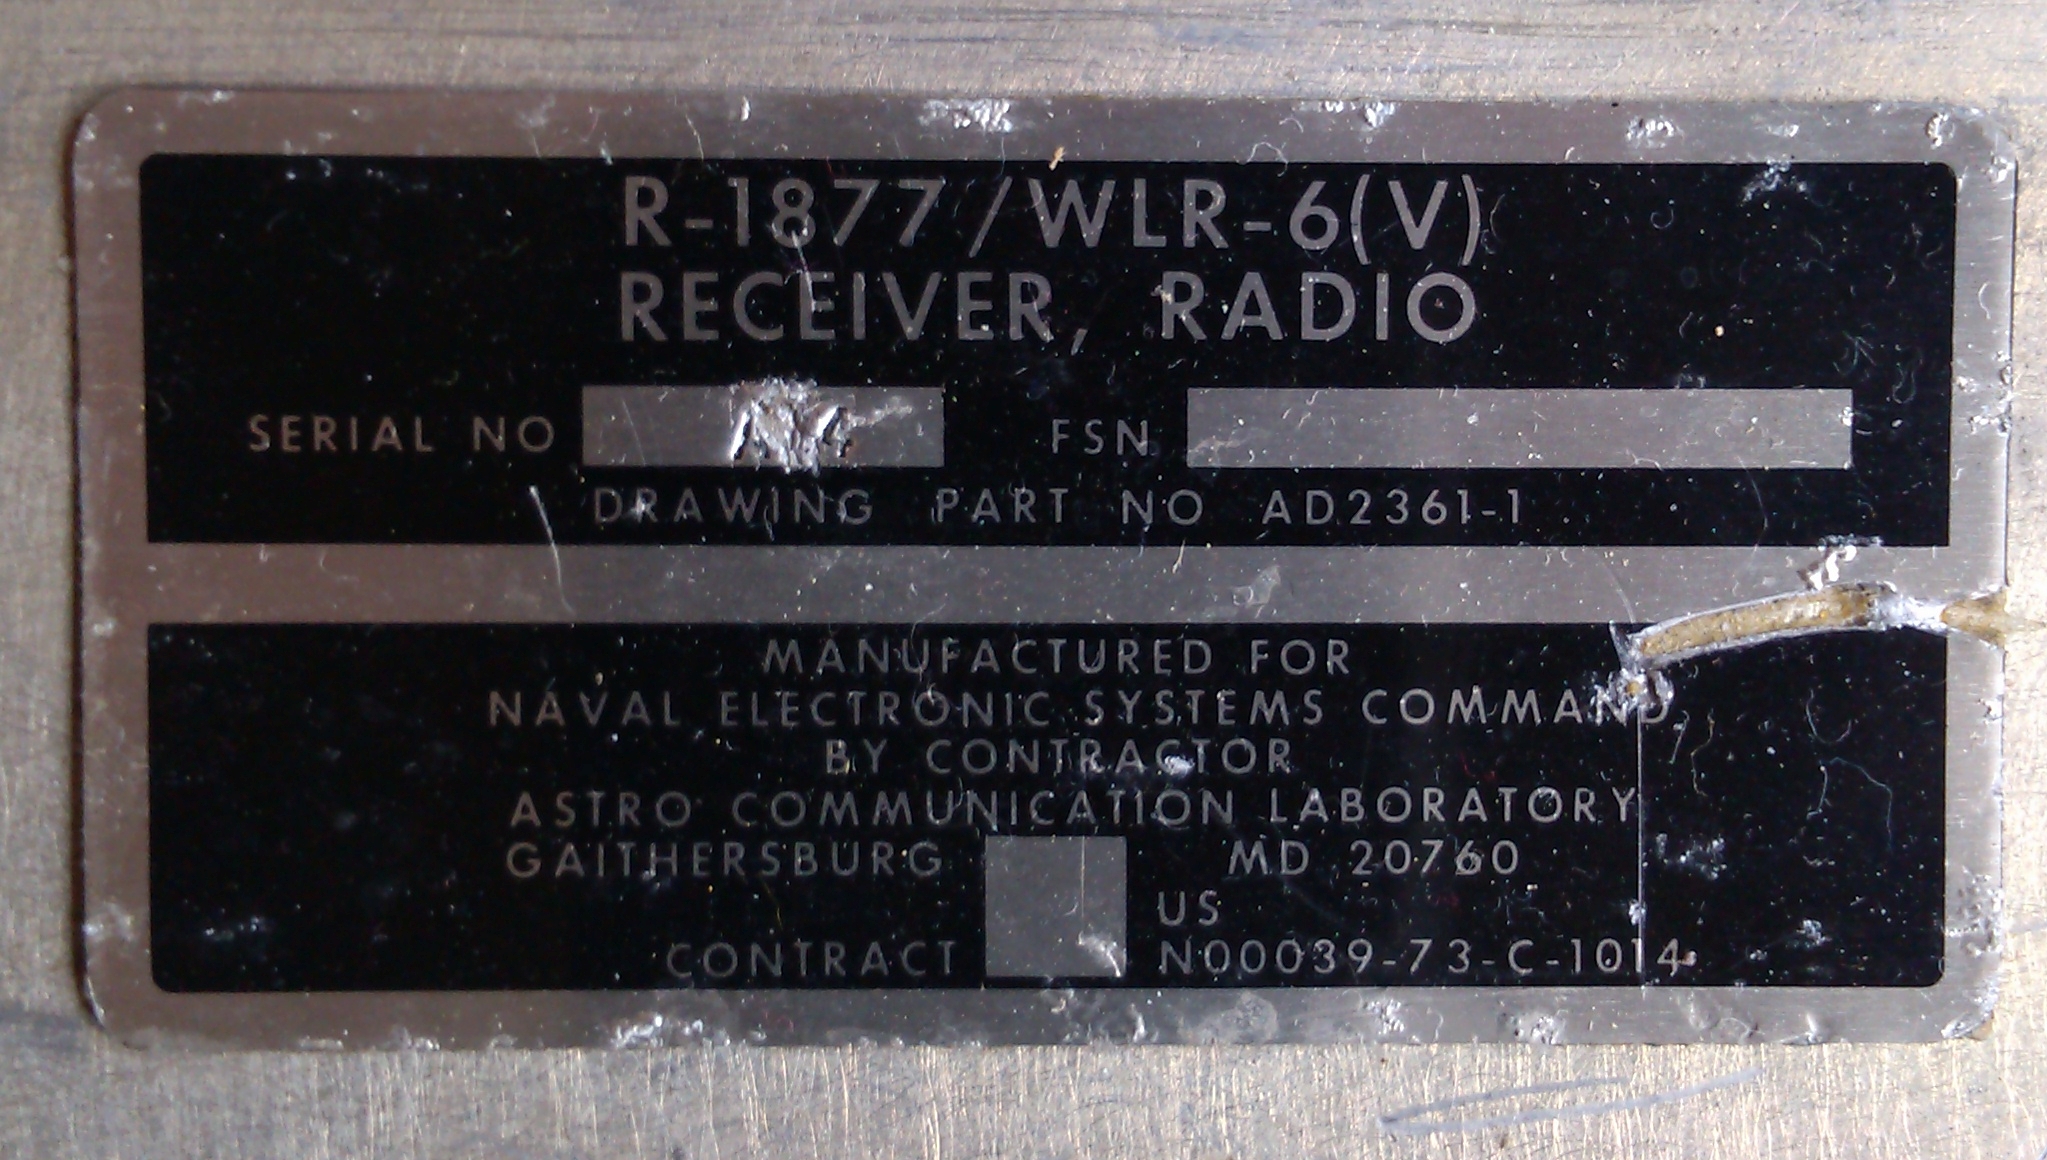 R-1877/WLR-6(V)
RECEIVER, RADIO
SERIAL NO FSN
DRAWING PART NO AD2361-1
MANUFACTURED FOR
NAVAL ELECTRONIC SYSTEMS COMMAND
BY CONTRACTOR
ASTRO COMMUNICATION LABORATORY
GAITHERSBURG MD 20760
US
CONTRACT N00039-73-C-1014